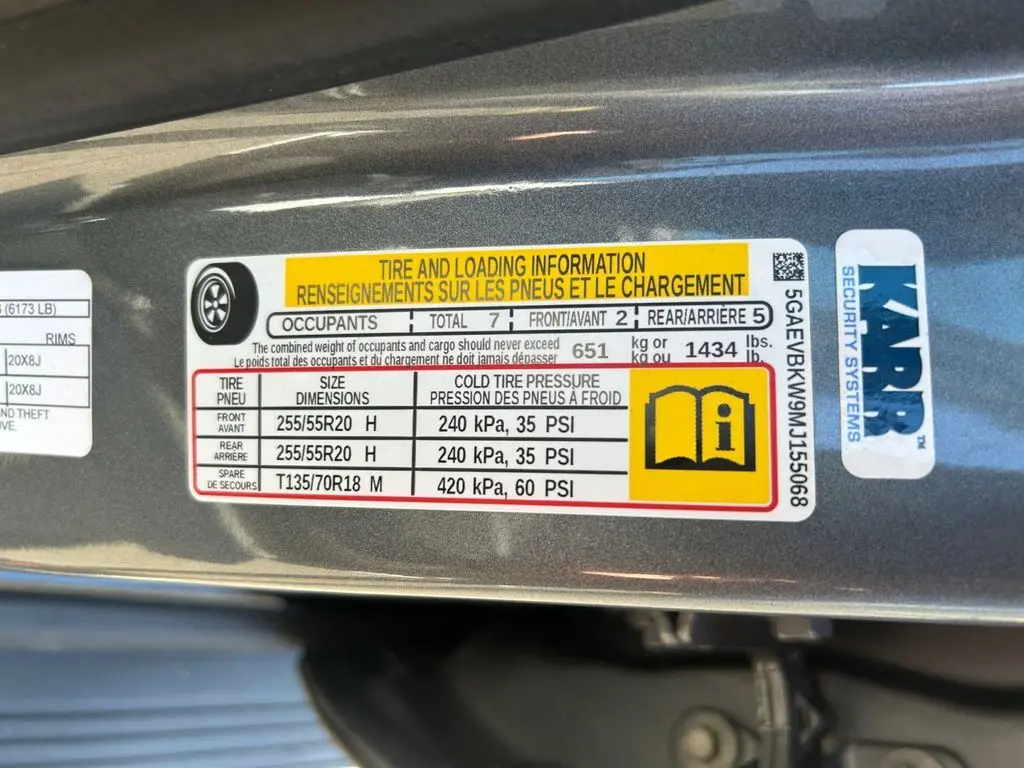 (6173 LB)
RIMS
20X8J
20X8J
AND THEFT
TIRE AND LOADING INFORMATION
RENSEIGNEMENTS SUR LES PNEUS ET LE CHARGEMENT
OCCUPANTS TOTAL 7 FRONT/AVANT 2 REAR/ARRIÈRE 5
The combined weight of occupants and cargo should never exceed 651 kg or 1434 lbs.
Le poids total des occupants et du chargement ne doit jamais dépasser kg ou lb.
TIRE SIZE COLD TIRE PRESSURE
PNEU DIMENSIONS PRESSION DES PNEUS À FROID
FRONT
AVANT 255/55R20 H 240 kPa, 35 PSI
REAR
ARRIÈRE 255/55R20 H 240 kPa, 35 PSI
SPARE
DE SECOURS T135/70R18 M 420 kPa, 60 PSI
i
5GAEVBKW9MJ155068
KARR™
SECURITY SYSTEMS